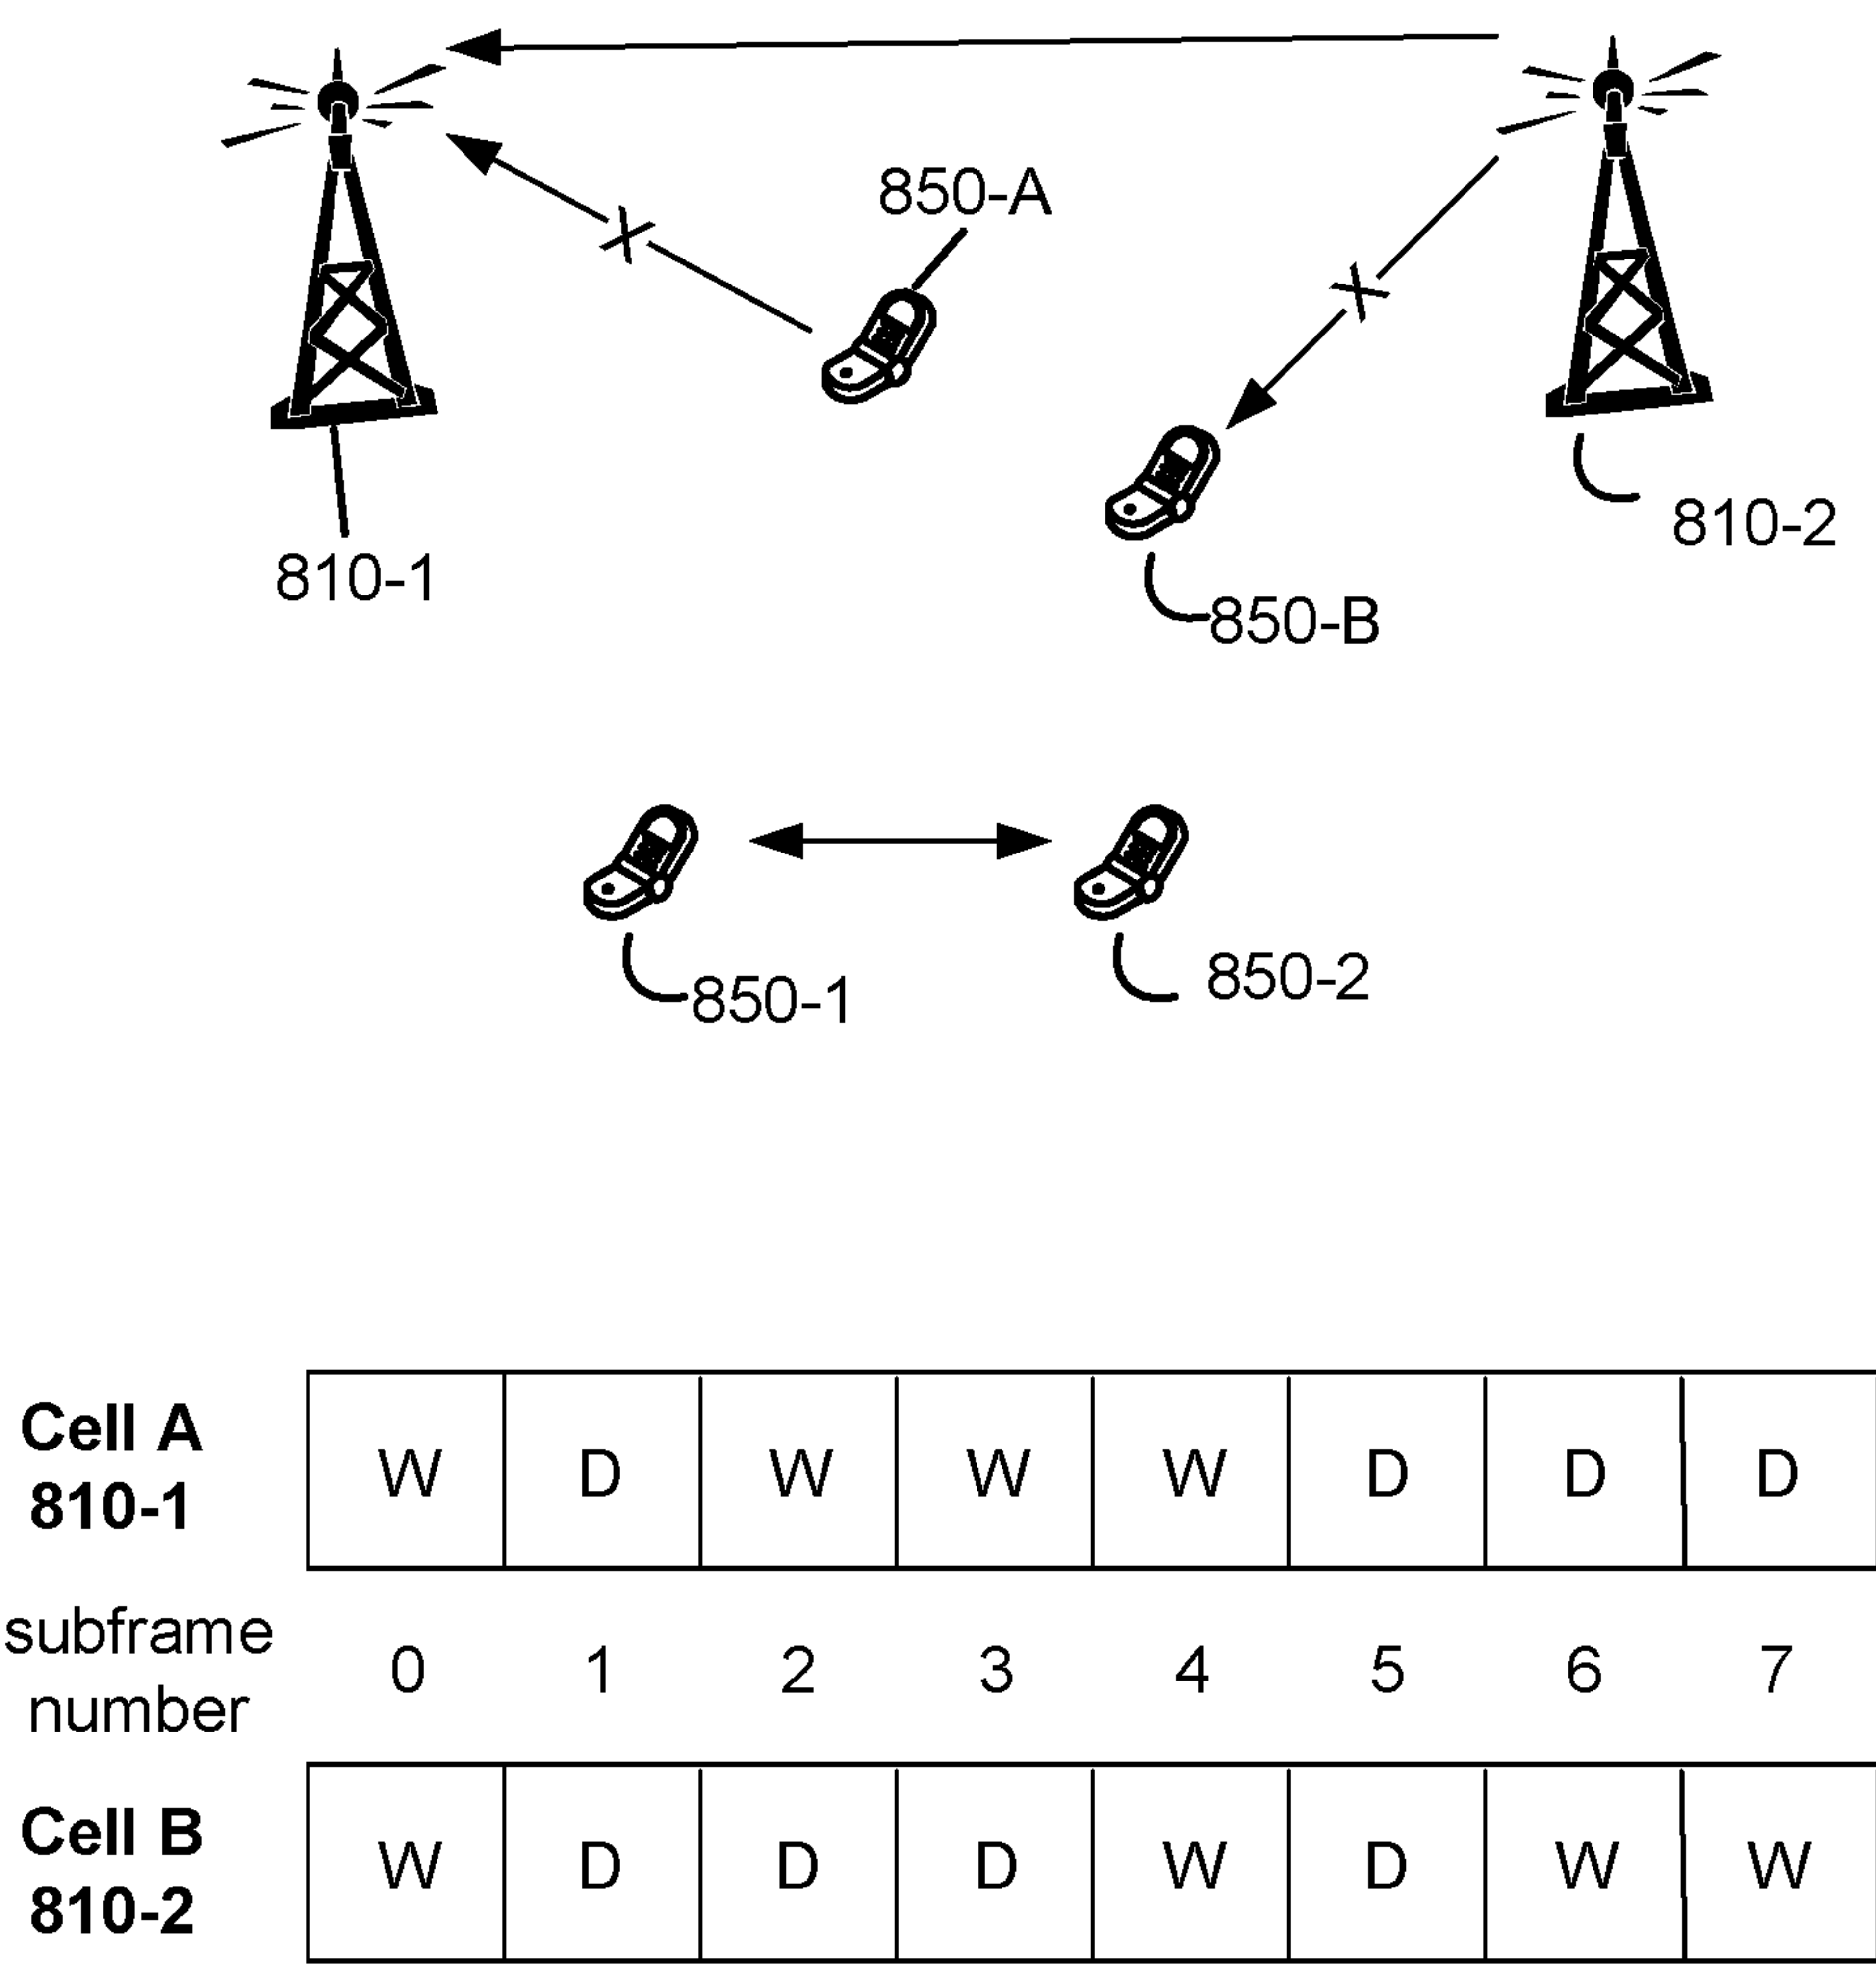 850-A
810-2
810-1
850-B
850-2
850-1
Cell A
810-1
W D W W W D D D
subframe
number
0 1 2 3 4 5 6 7
Cell B
810-2
W D D D W D W W